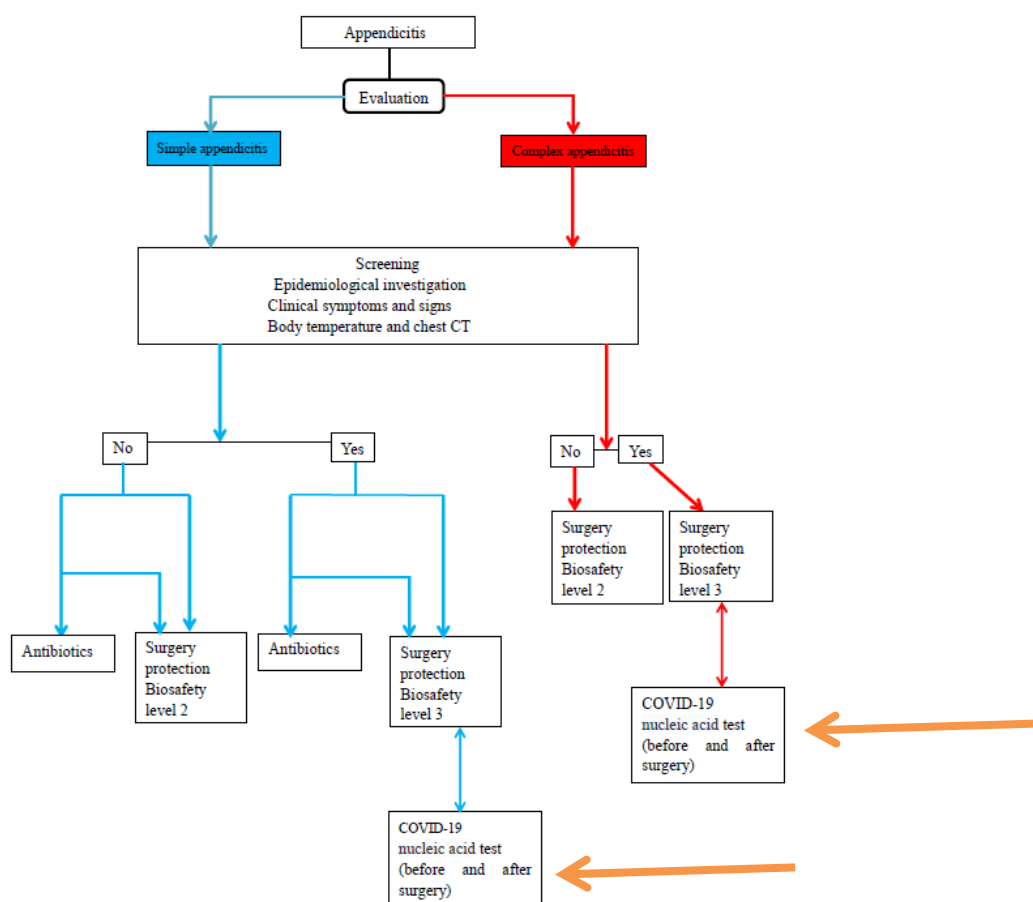 Appendicitis
Evaluation
Simple appendicitis
Complex appendicitis
Screening
Epidemiological investigation
Clinical symptoms and signs
Body temperature and chest CT
No
Yes
No
Yes
Surgery
protection
Biosafety
level 2
Surgery
protection
Biosafety
level 3
Antibiotics
Surgery
protection
Biosafety
level 2
Antibiotics
Surgery
protection
Biosafety
level 3
COVID-19
nucleic acid test
(before and after
surgery)
COVID-19
nucleic acid test
(before and after
surgery)